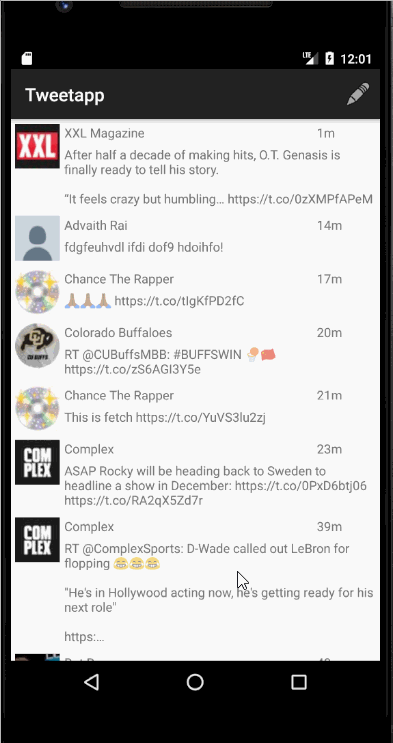 LTE 12:01
Tweetapp
XXL XXL Magazine 1m
After half a decade of making hits, O.T. Genasis is
finally ready to tell his story.
"It feels crazy but humbling… https://t.co/0zXMPfAPeM
Advaith Rai 14m
fdgfeuhvdl ifdi dof9 hdoihfo!
Chance The Rapper 17m
🙏🙏🙏 https://t.co/tIgKfPD2fC
Colorado Buffaloes 20m
CU BUFFS
RT @CUBuffsMBB: #BUFFSWIN
https://t.co/zS6AGI3Y5e
Chance The Rapper 21m
This is fetch https://t.co/YuVS3lu2zj
Complex 23m
COM
PLEX
ASAP Rocky will be heading back to Sweden to
headline a show in December: https://t.co/0PxD6btj06
https://t.co/RA2qX5Zd7r
Complex 39m
COM
PLEX
RT @ComplexSports: D-Wade called out LeBron for
flopping 😂😂😂
"He's in Hollywood acting now, he's getting ready for his
next role"
https:…